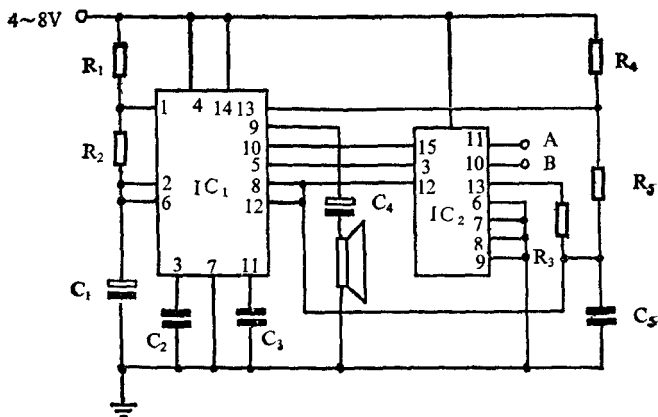 4~8V
R₁
R₄
1 4 14 13
9
R₂
10 15 11 A
5 3 10 B
2 IC₁ 8 12 13 R₅
6 12 C₄ IC₂ 6
7
8 R₃
3 7 11 9
C₁
C₂ C₃ C₅